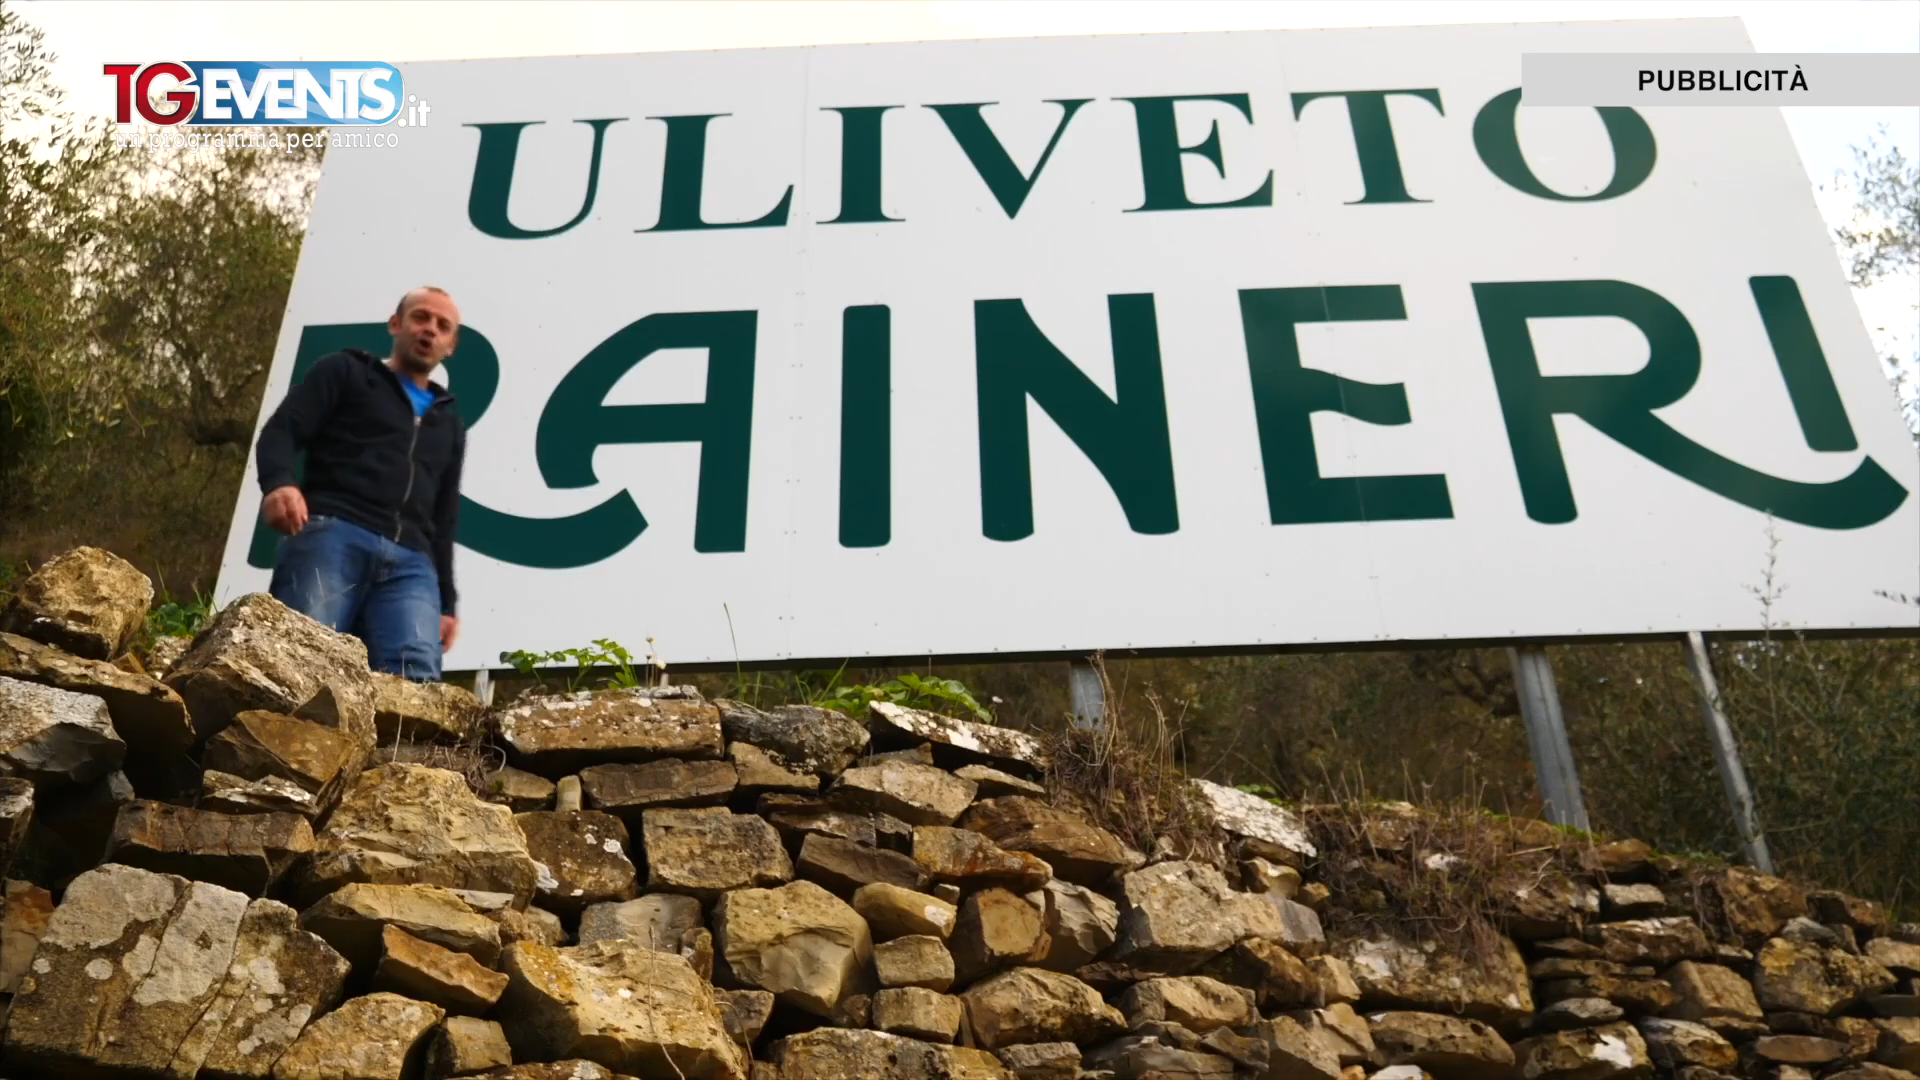 TGEVENTS.it
un programma per amico
PUBBLICITÀ
ULIVETO
RAINERI